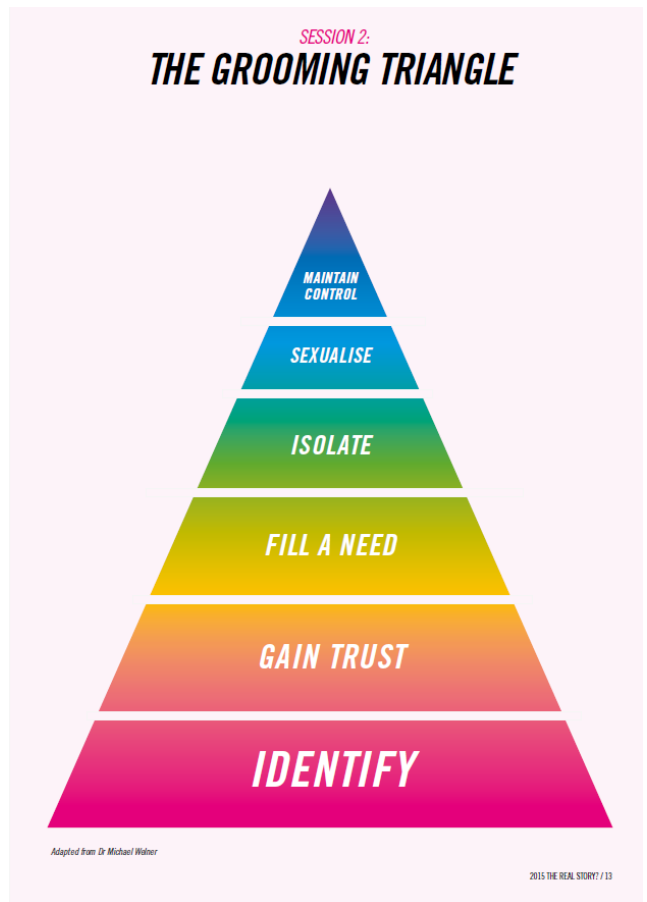 SESSION 2:
THE GROOMING TRIANGLE
MAINTAIN
CONTROL
SEXUALISE
ISOLATE
FILL A NEED
GAIN TRUST
IDENTIFY
Adapted from Dr Michael Welner
2015 THE REAL STORY? / 13